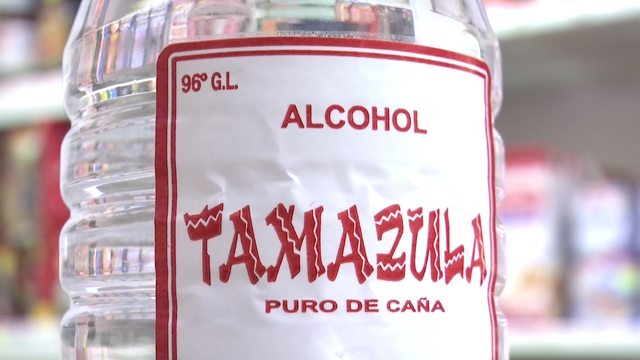 96° G.L.
ALCOHOL
TAMAZULA
PURO DE CAÑA